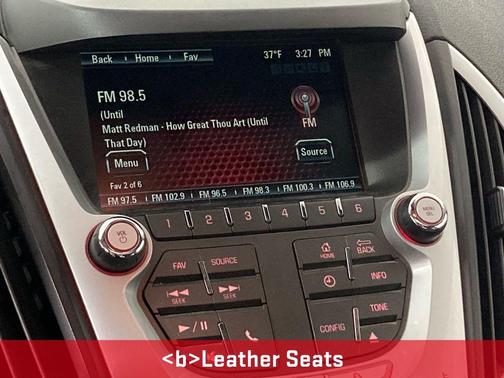 Back Home Fav 37°F 3:27 PM
FM 98.5
(Until
Matt Redman - How Great Thou Art (Until
That Day)
FM
Menu
Source
Fav 2 of 6
FM 97.5 FM 102.9 FM 96.5 FM 98.3 FM 100.3 FM 106.9
1 2 3 4 5 6
VOL
MENU
SEL
FAV SOURCE
HOME BACK
SEEK SEEK
INFO
TONE
CONFIG
<b>Leather Seats